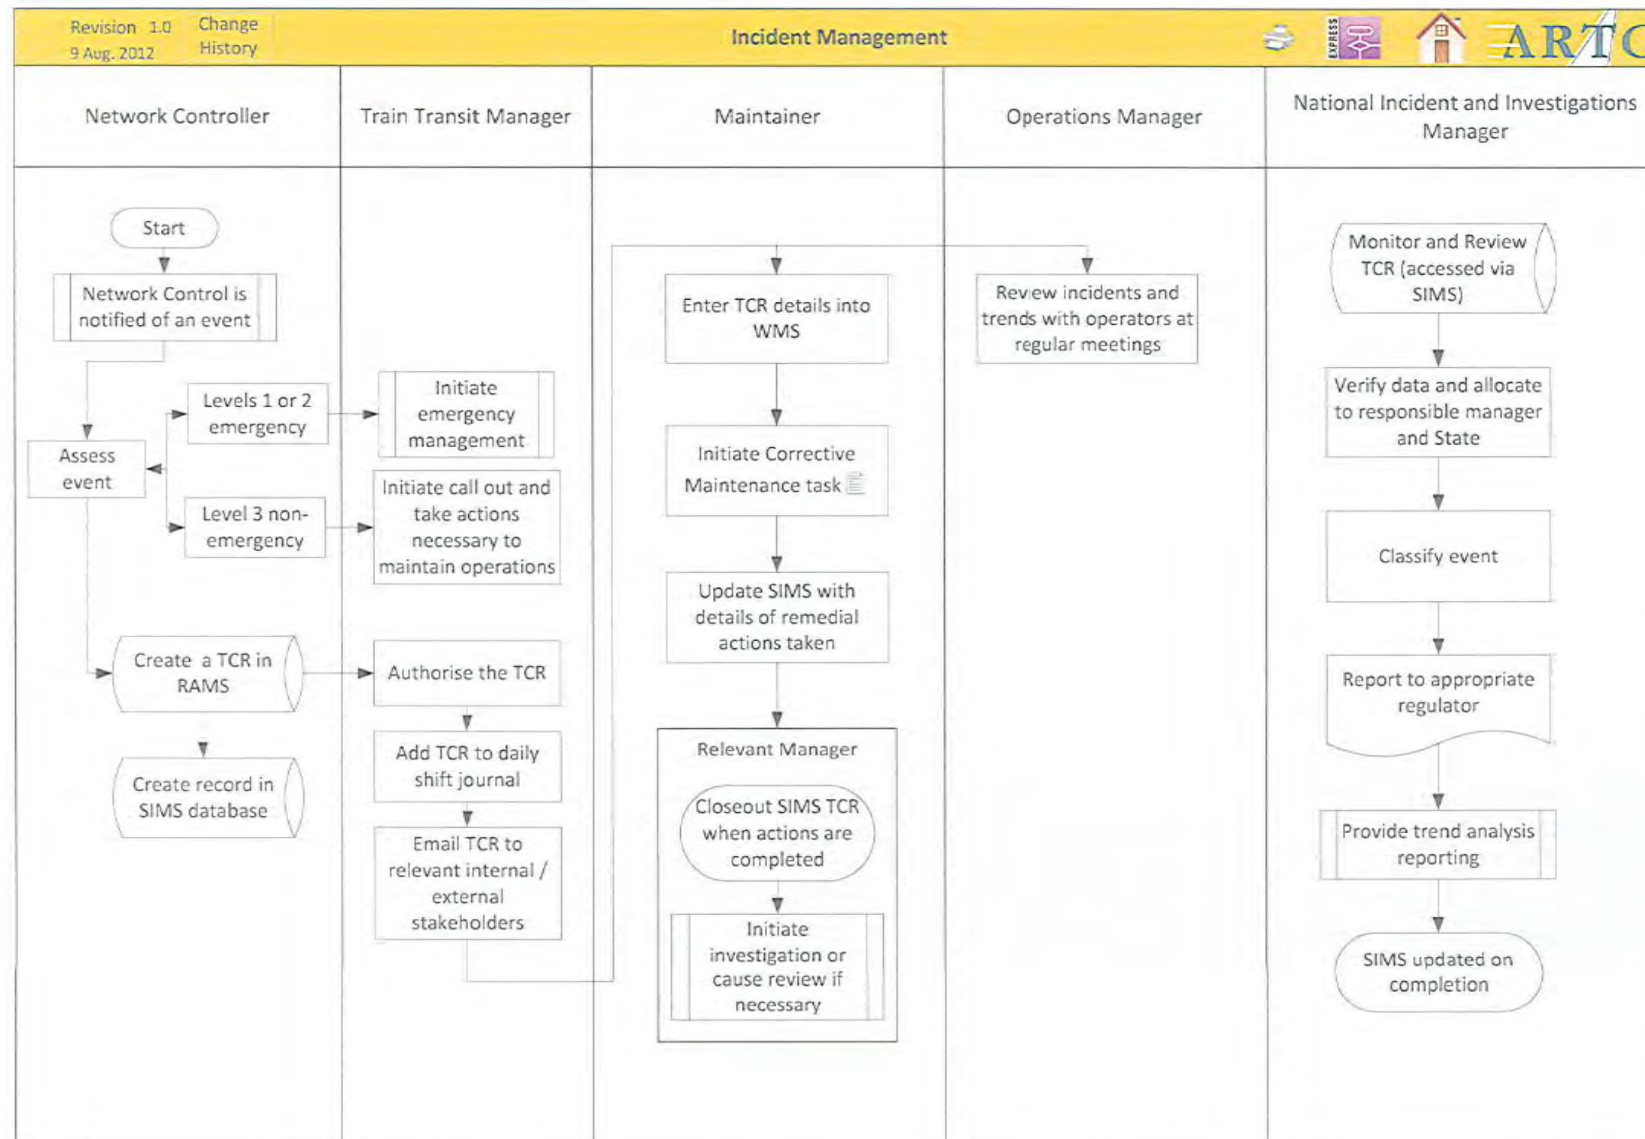 Revision 1.0 Change
9 Aug. 2012 History
Incident Management
EXPRESS
ARTC
Network Controller
Train Transit Manager
Maintainer
Operations Manager
National Incident and Investigations
Manager
Start
Network Control is
notified of an event
Levels 1 or 2
emergency
Assess
event
Level 3 non-
emergency
Create a TCR in
RAMS
Create record in
SIMS database
Initiate
emergency
management
Initiate call out and
take actions
necessary to
maintain operations
Authorise the TCR
Add TCR to daily
shift journal
Email TCR to
relevant internal /
external
stakeholders
Enter TCR details into
WMS
Initiate Corrective
Maintenance task
Update SIMS with
details of remedial
actions taken
Relevant Manager
Closeout SIMS TCR
when actions are
completed
Initiate
investigation or
cause review if
necessary
Review incidents and
trends with operators at
regular meetings
Monitor and Review
TCR (accessed via
SIMS)
Verify data and allocate
to responsible manager
and State
Classify event
Report to appropriate
regulator
Provide trend analysis
reporting
SIMS updated on
completion